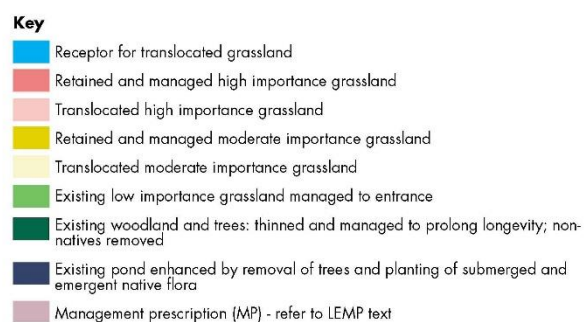 Key
Receptor for translocated grassland
Retained and managed high importance grassland
Translocated high importance grassland
Retained and managed moderate importance grassland
Translocated moderate importance grassland
Existing low importance grassland managed to entrance
Existing woodland and trees: thinned and managed to prolong longevity; non-
natives removed
Existing pond enhanced by removal of trees and planting of submerged and
emergent native flora
Management prescription (MP) - refer to LEMP text